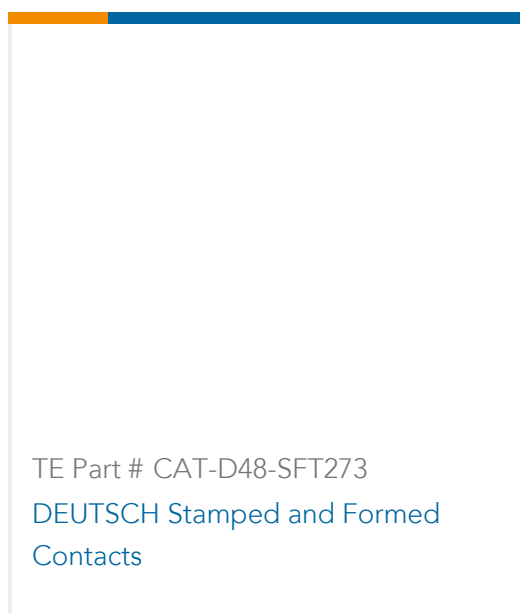 TE Part # CAT-D48-SFT273
DEUTSCH Stamped and Formed
Contacts